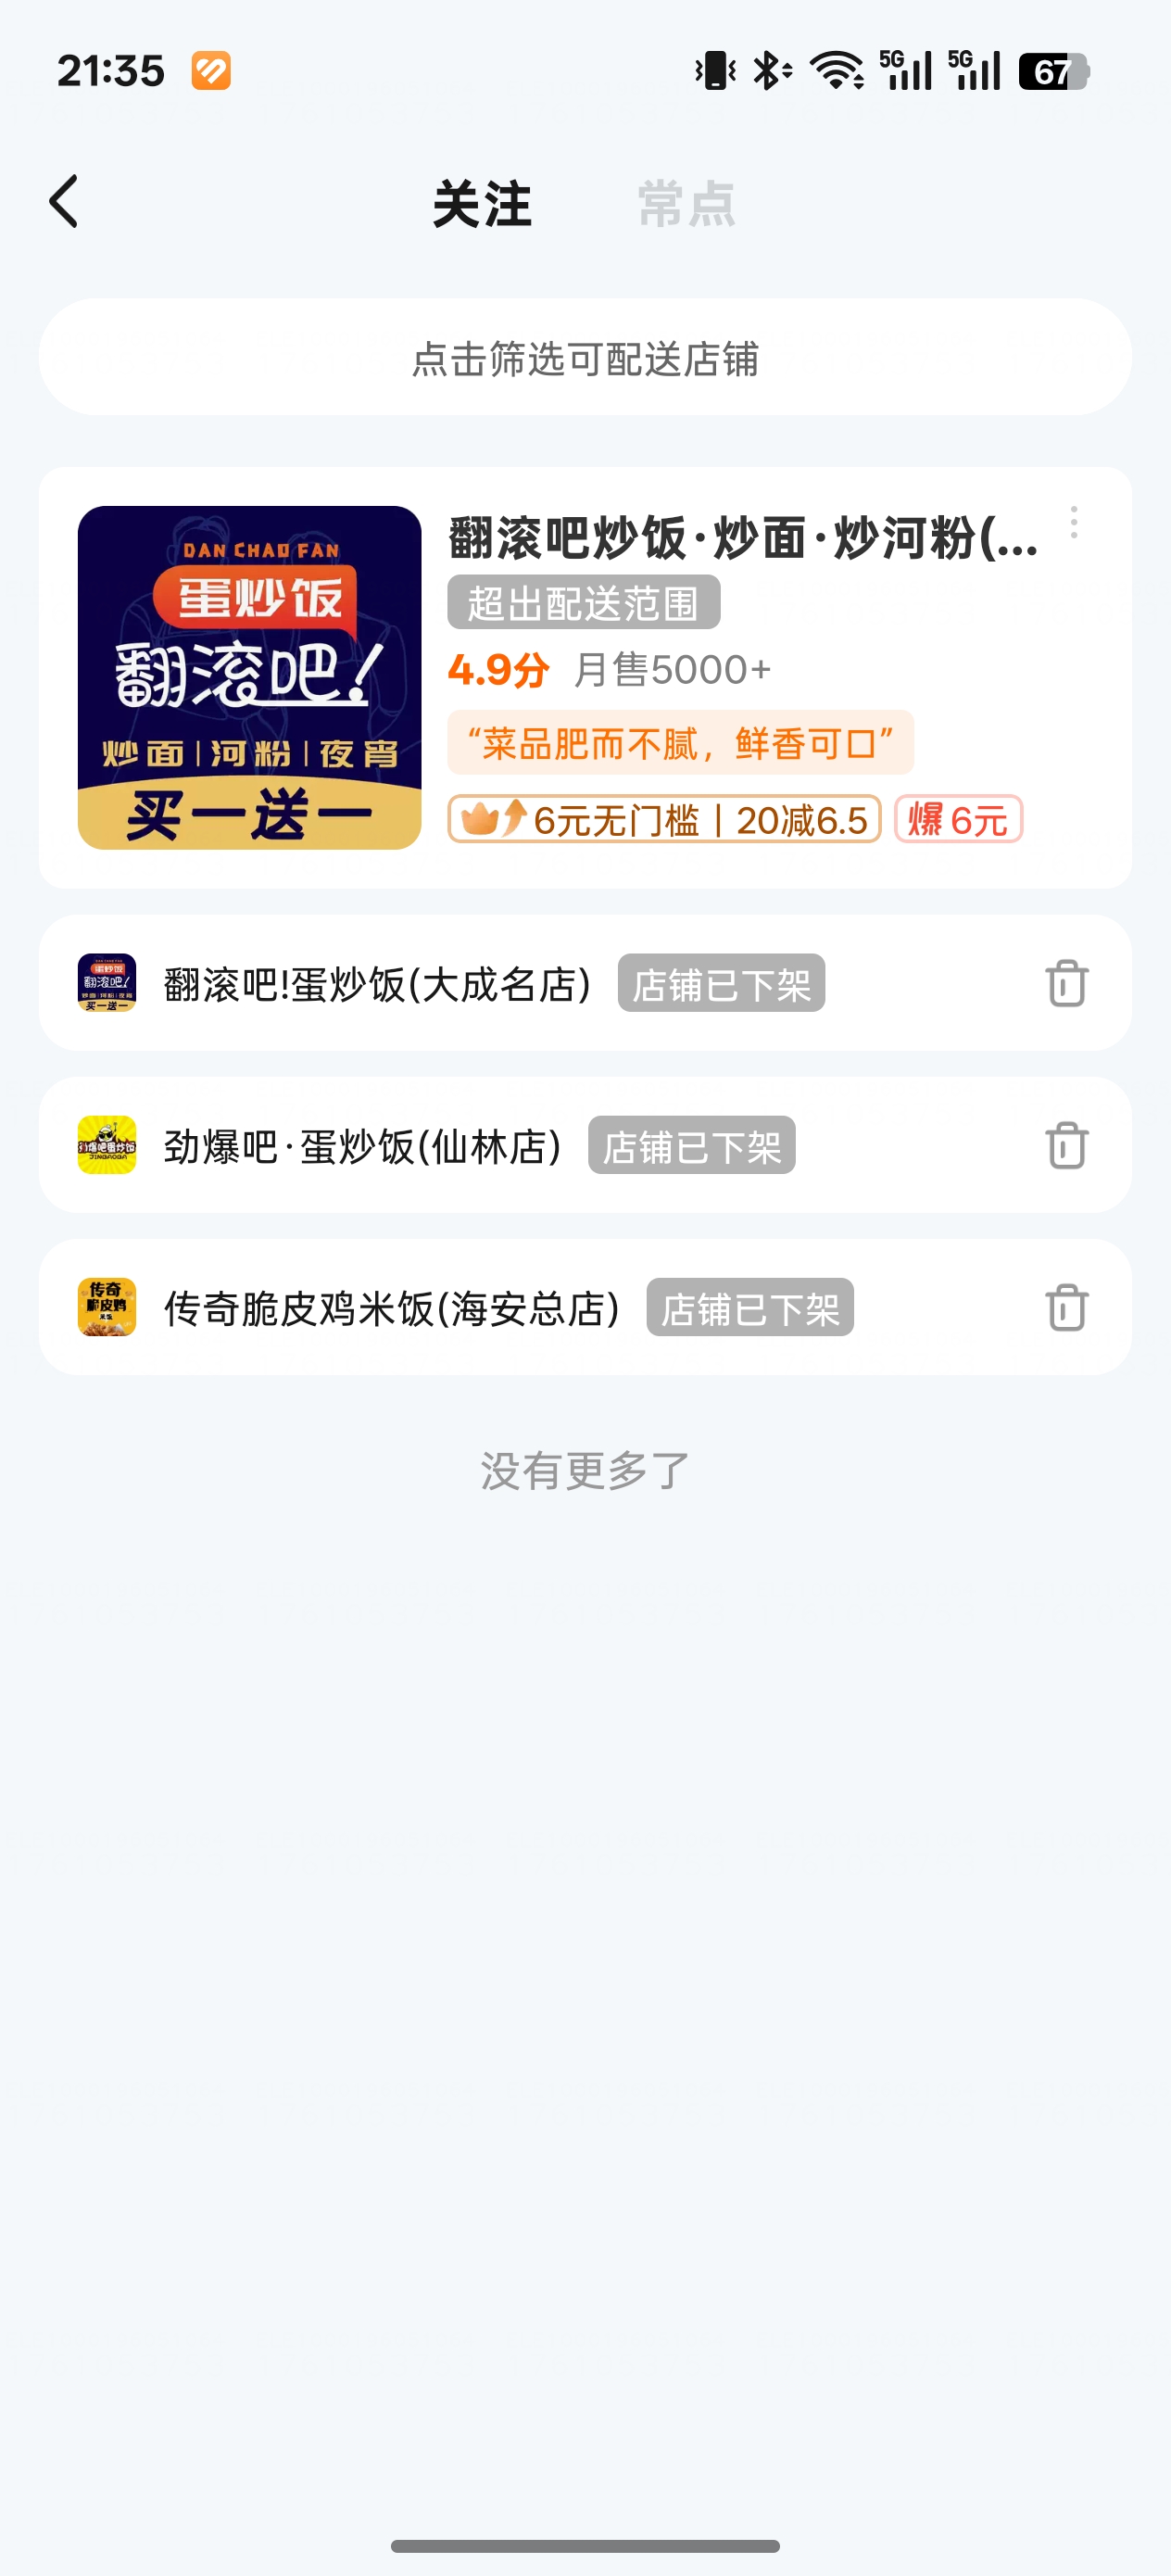 21:35
5G
5G
67
关注
常点
点击筛选可配送店铺
DAN CHAO FAN
蛋炒饭
翻滚吧!
炒面|河粉|夜宵
买一送一
翻滚吧炒饭·炒面·炒河粉(...
超出配送范围
4.9分 月售5000+
“菜品肥而不腻，鲜香可口”
6元无门槛 | 20减6.5
爆 6元
翻滚吧!蛋炒饭(大成名店)
店铺已下架
劲爆吧·蛋炒饭(仙林店)
店铺已下架
传奇
脆皮鸡
米饭
传奇脆皮鸡米饭(海安总店)
店铺已下架
没有更多了